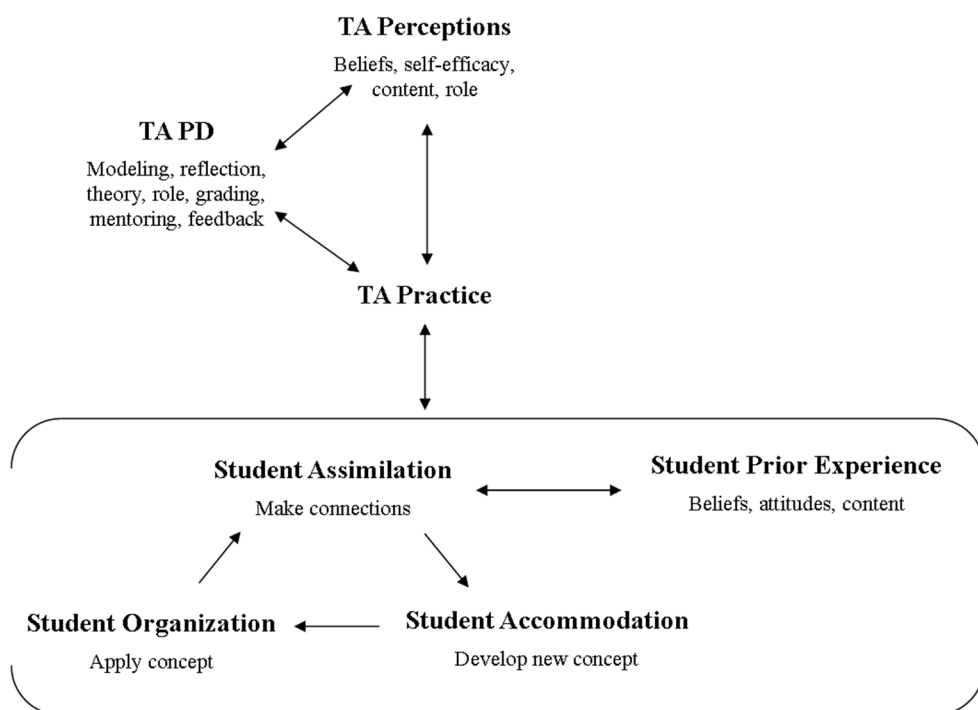 TA Perceptions
Beliefs, self-efficacy,
content, role
TA PD
Modeling, reflection,
theory, role, grading,
mentoring, feedback
TA Practice
Student Assimilation
Make connections
Student Prior Experience
Beliefs, attitudes, content
Student Organization
Apply concept
Student Accommodation
Develop new concept